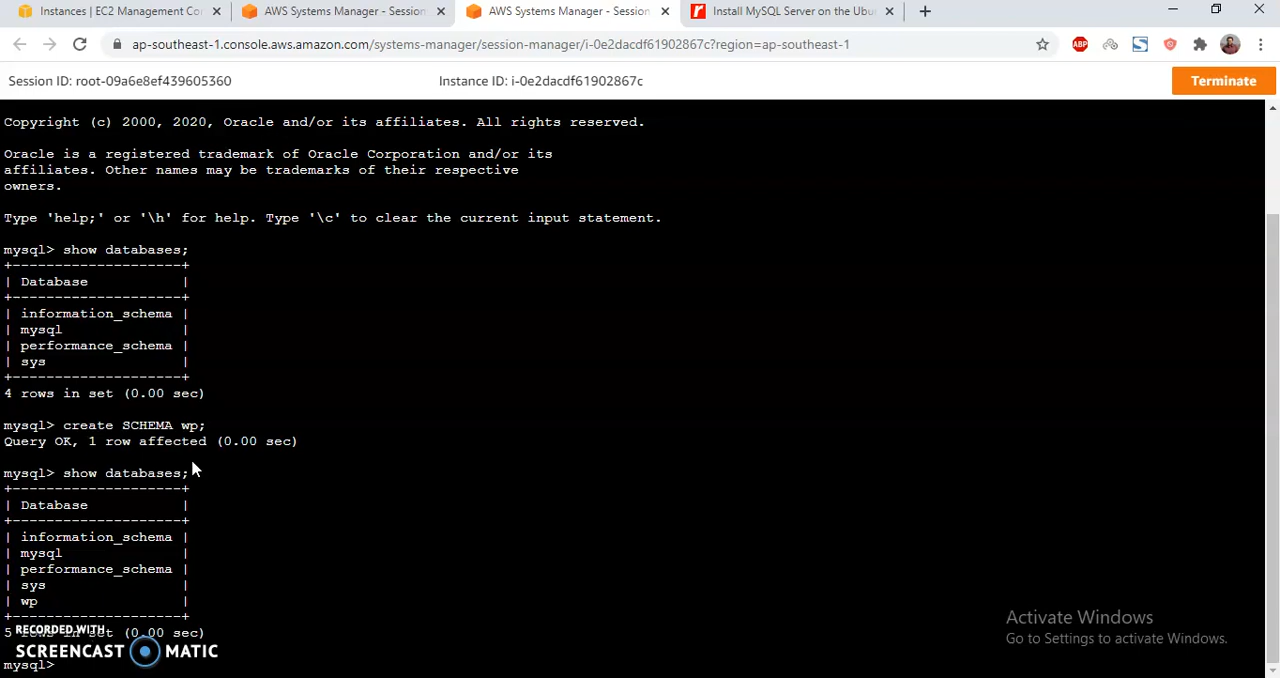 Instances | EC2 Management Co
AWS Systems Manager - Session
AWS Systems Manager - Session
Install MySQL Server on the Ubu
ap-southeast-1.console.aws.amazon.com/systems-manager/session-manager/i-0e2dacdf61902867c?region=ap-southeast-1
ABP
Session ID: root-09a6e8ef439605360
Instance ID: i-0e2dacdf61902867c
Terminate
Copyright (c) 2000, 2020, Oracle and/or its affiliates. All rights reserved.
Oracle is a registered trademark of Oracle Corporation and/or its
affiliates. Other names may be trademarks of their respective
owners.
Type 'help;' or '\h' for help. Type '\c' to clear the current input statement.
mysql> show databases;
+--------------------+
| Database           |
+--------------------+
| information_schema |
| mysql              |
| performance_schema |
| sys                |
+--------------------+
4 rows in set (0.00 sec)
mysql> create SCHEMA wp;
Query OK, 1 row affected (0.00 sec)
mysql> show databases;
+--------------------+
| Database           |
+--------------------+
| information_schema |
| mysql              |
| performance_schema |
| sys                |
| wp                 |
+--------------------+
5 rows in set (0.00 sec)
mysql>
RECORDED WITH
SCREENCAST MATIC
Activate Windows
Go to Settings to activate Windows.